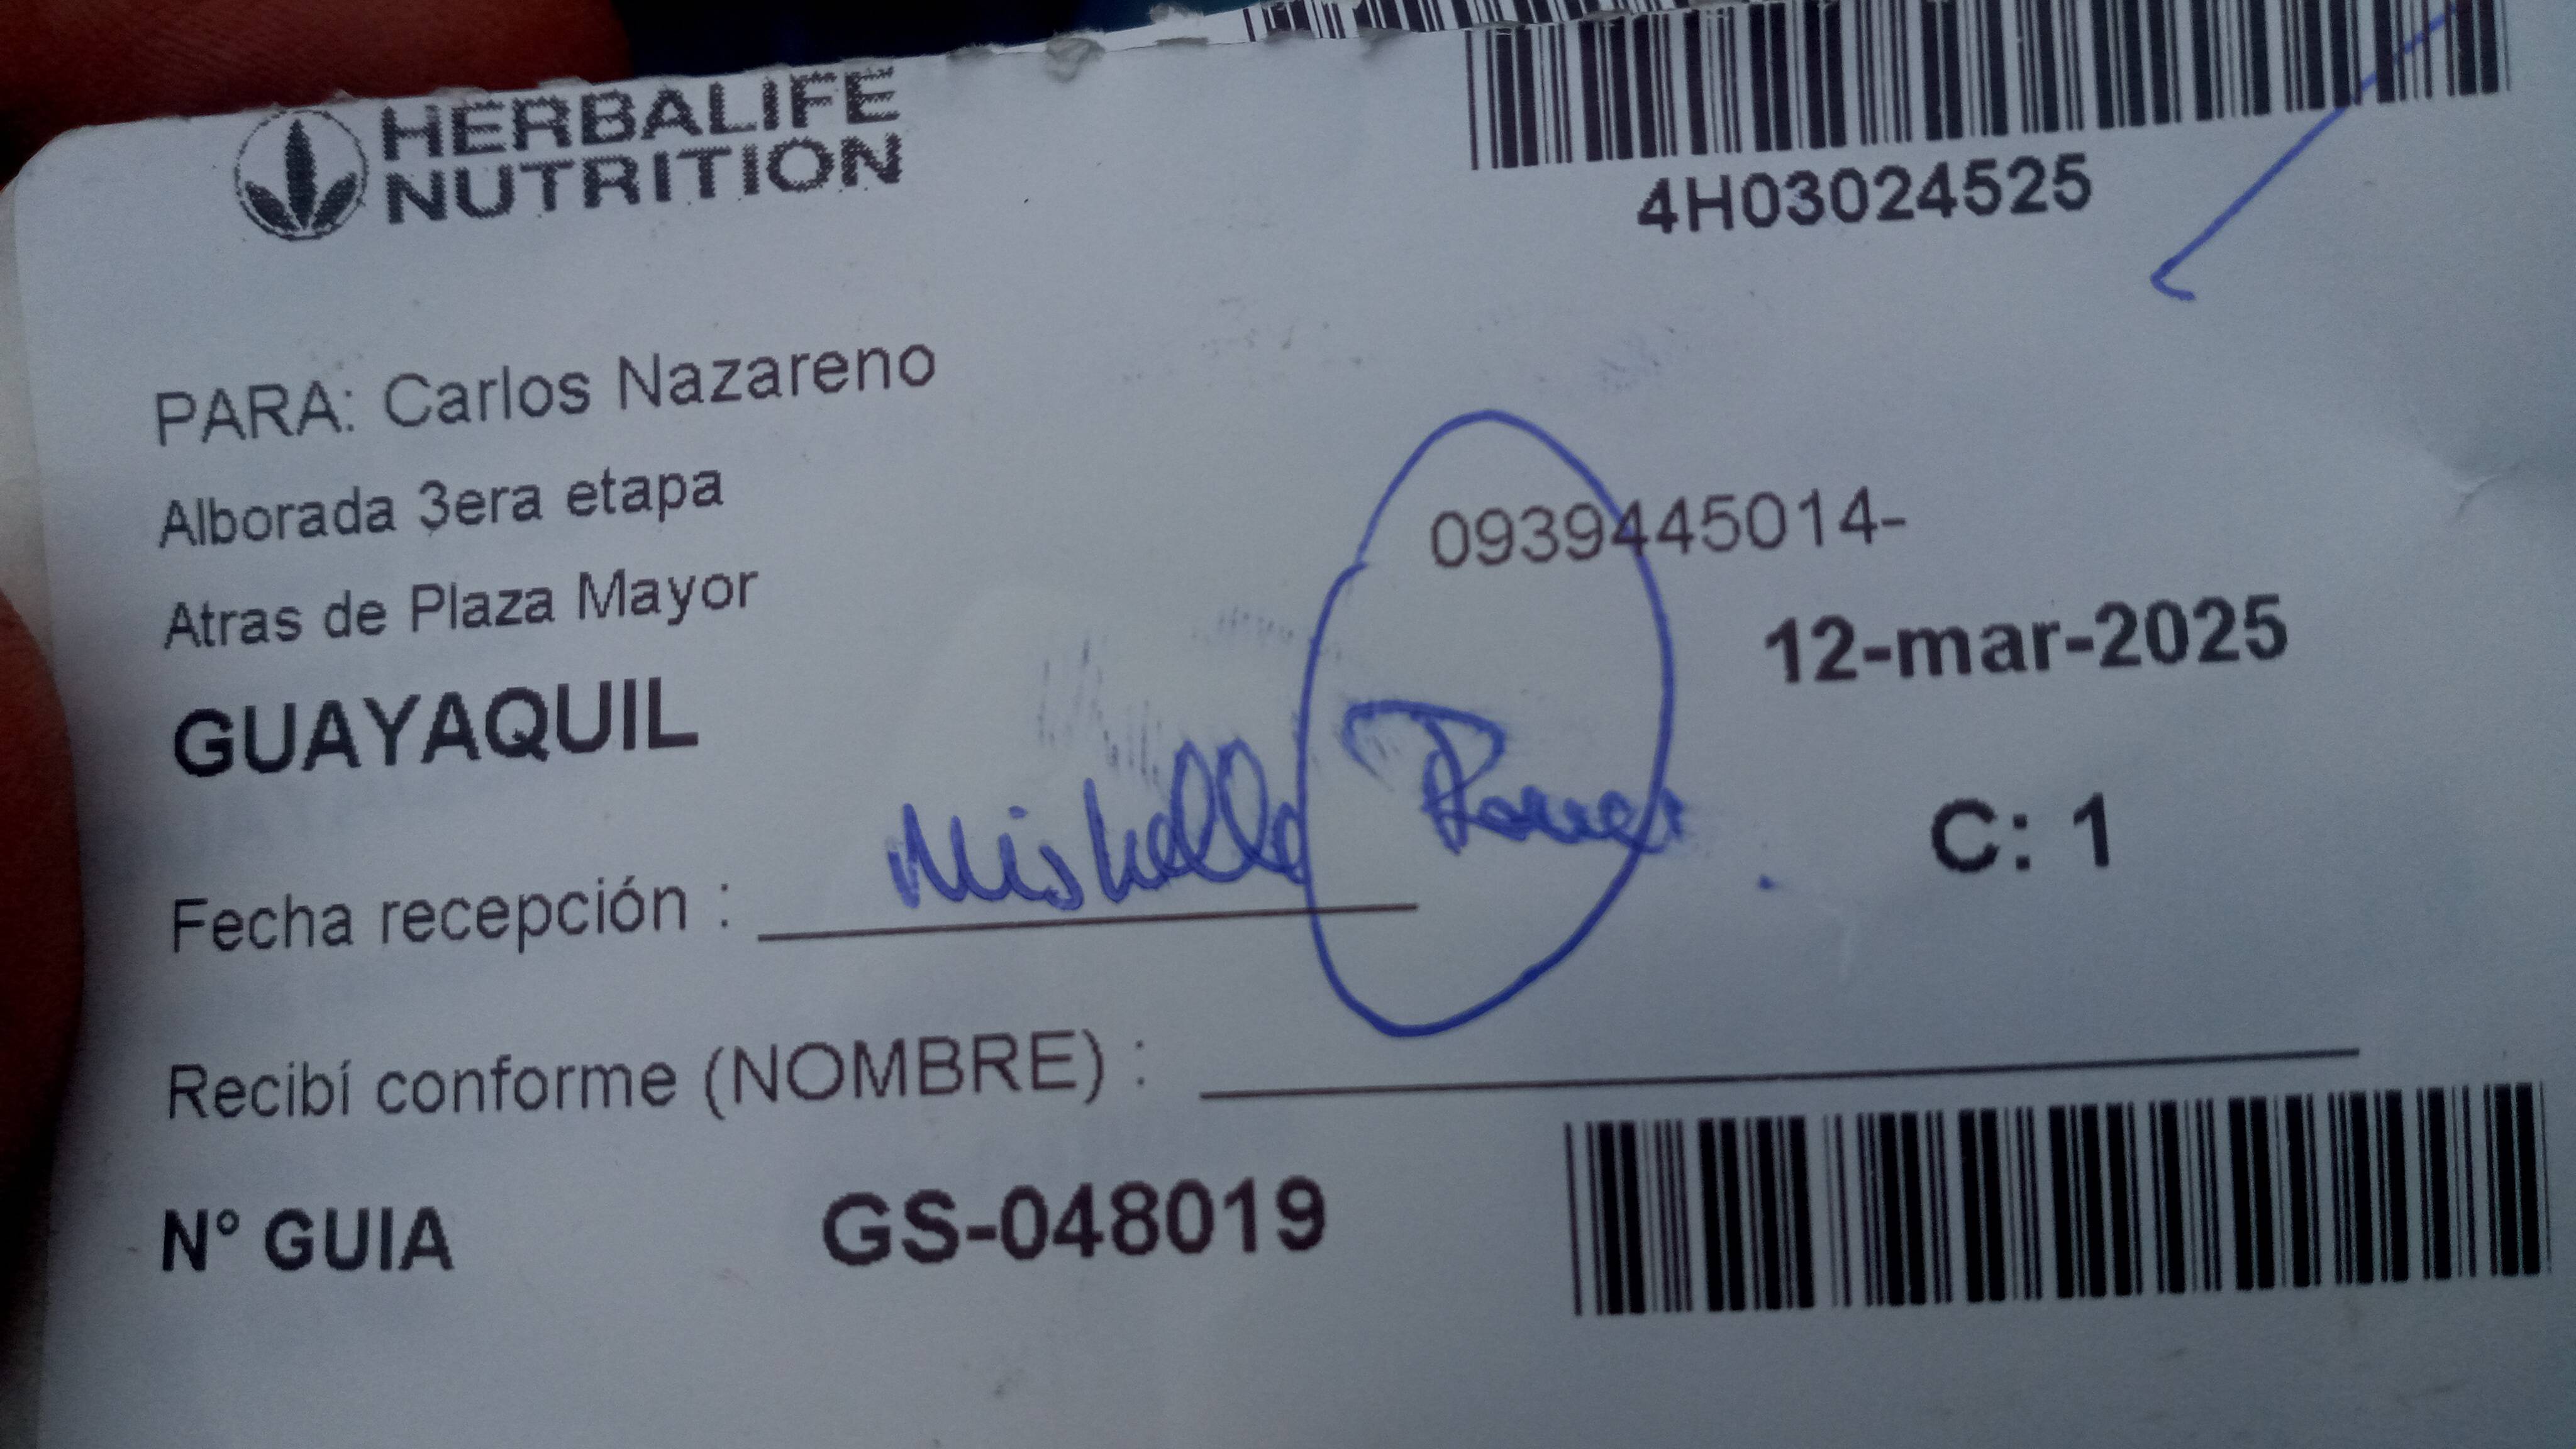 HERBALIFE
NUTRITION
4H03024525
PARA: Carlos Nazareno
Alborada 3era etapa
0939445014-
Atras de Plaza Mayor
12-mar-2025
GUAYAQUIL
C: 1
Fecha recepción : Mishelle
Recibí conforme (NOMBRE) :
N° GUIA GS-048019